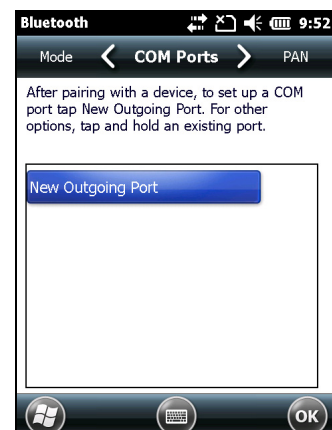 Bluetooth 9:52
Mode COM Ports PAN
After pairing with a device, to set up a COM
port tap New Outgoing Port. For other
options, tap and hold an existing port.
New Outgoing Port
OK